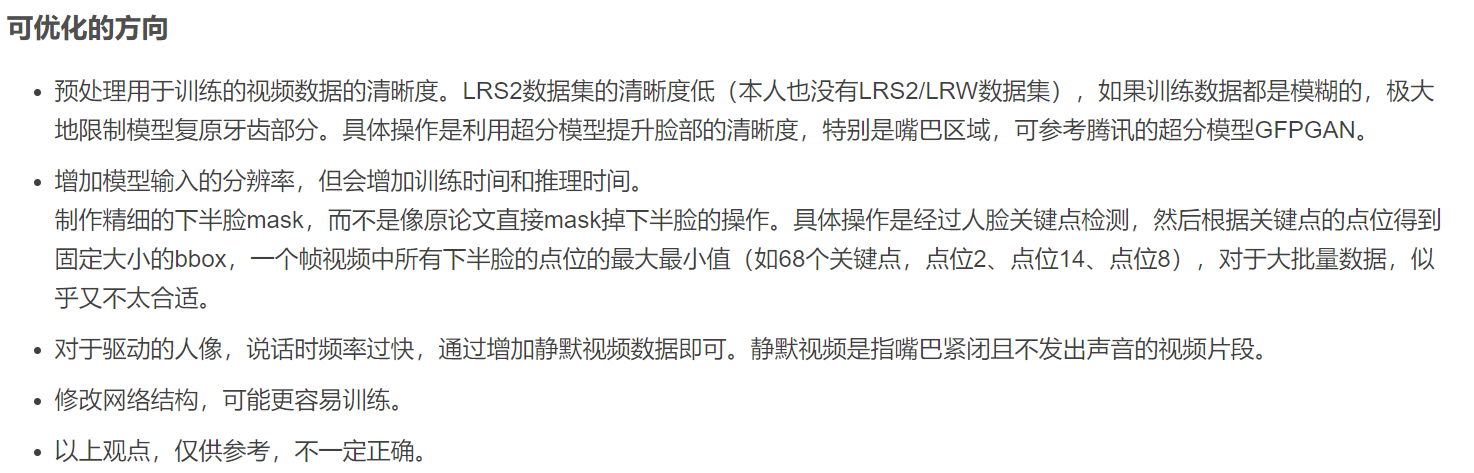 可优化的方向
预处理用于训练的视频数据的清晰度。LRS2数据集的清晰度低（本人也没有LRS2/LRW数据集），如果训练数据都是模糊的，极大
地限制模型复原牙齿部分。具体操作是利用超分模型提升脸部的清晰度，特别是嘴巴区域，可参考腾讯的超分模型GFPGAN。
增加模型输入的分辨率，但会增加训练时间和推理时间。
制作精细的下半脸mask，而不是像原论文直接mask掉下半脸的操作。具体操作是经过人脸关键点检测，然后根据关键点的点位得到
固定大小的bbox，一个帧视频中所有下半脸的点位的最大最小值（如68个关键点，点位2、点位14、点位8），对于大批量数据，似
乎又不太合适。
对于驱动的人像，说话时频率过快，通过增加静默视频数据即可。静默视频是指嘴巴紧闭且不发出声音的视频片段。
修改网络结构，可能更容易训练。
以上观点，仅供参考，不一定正确。